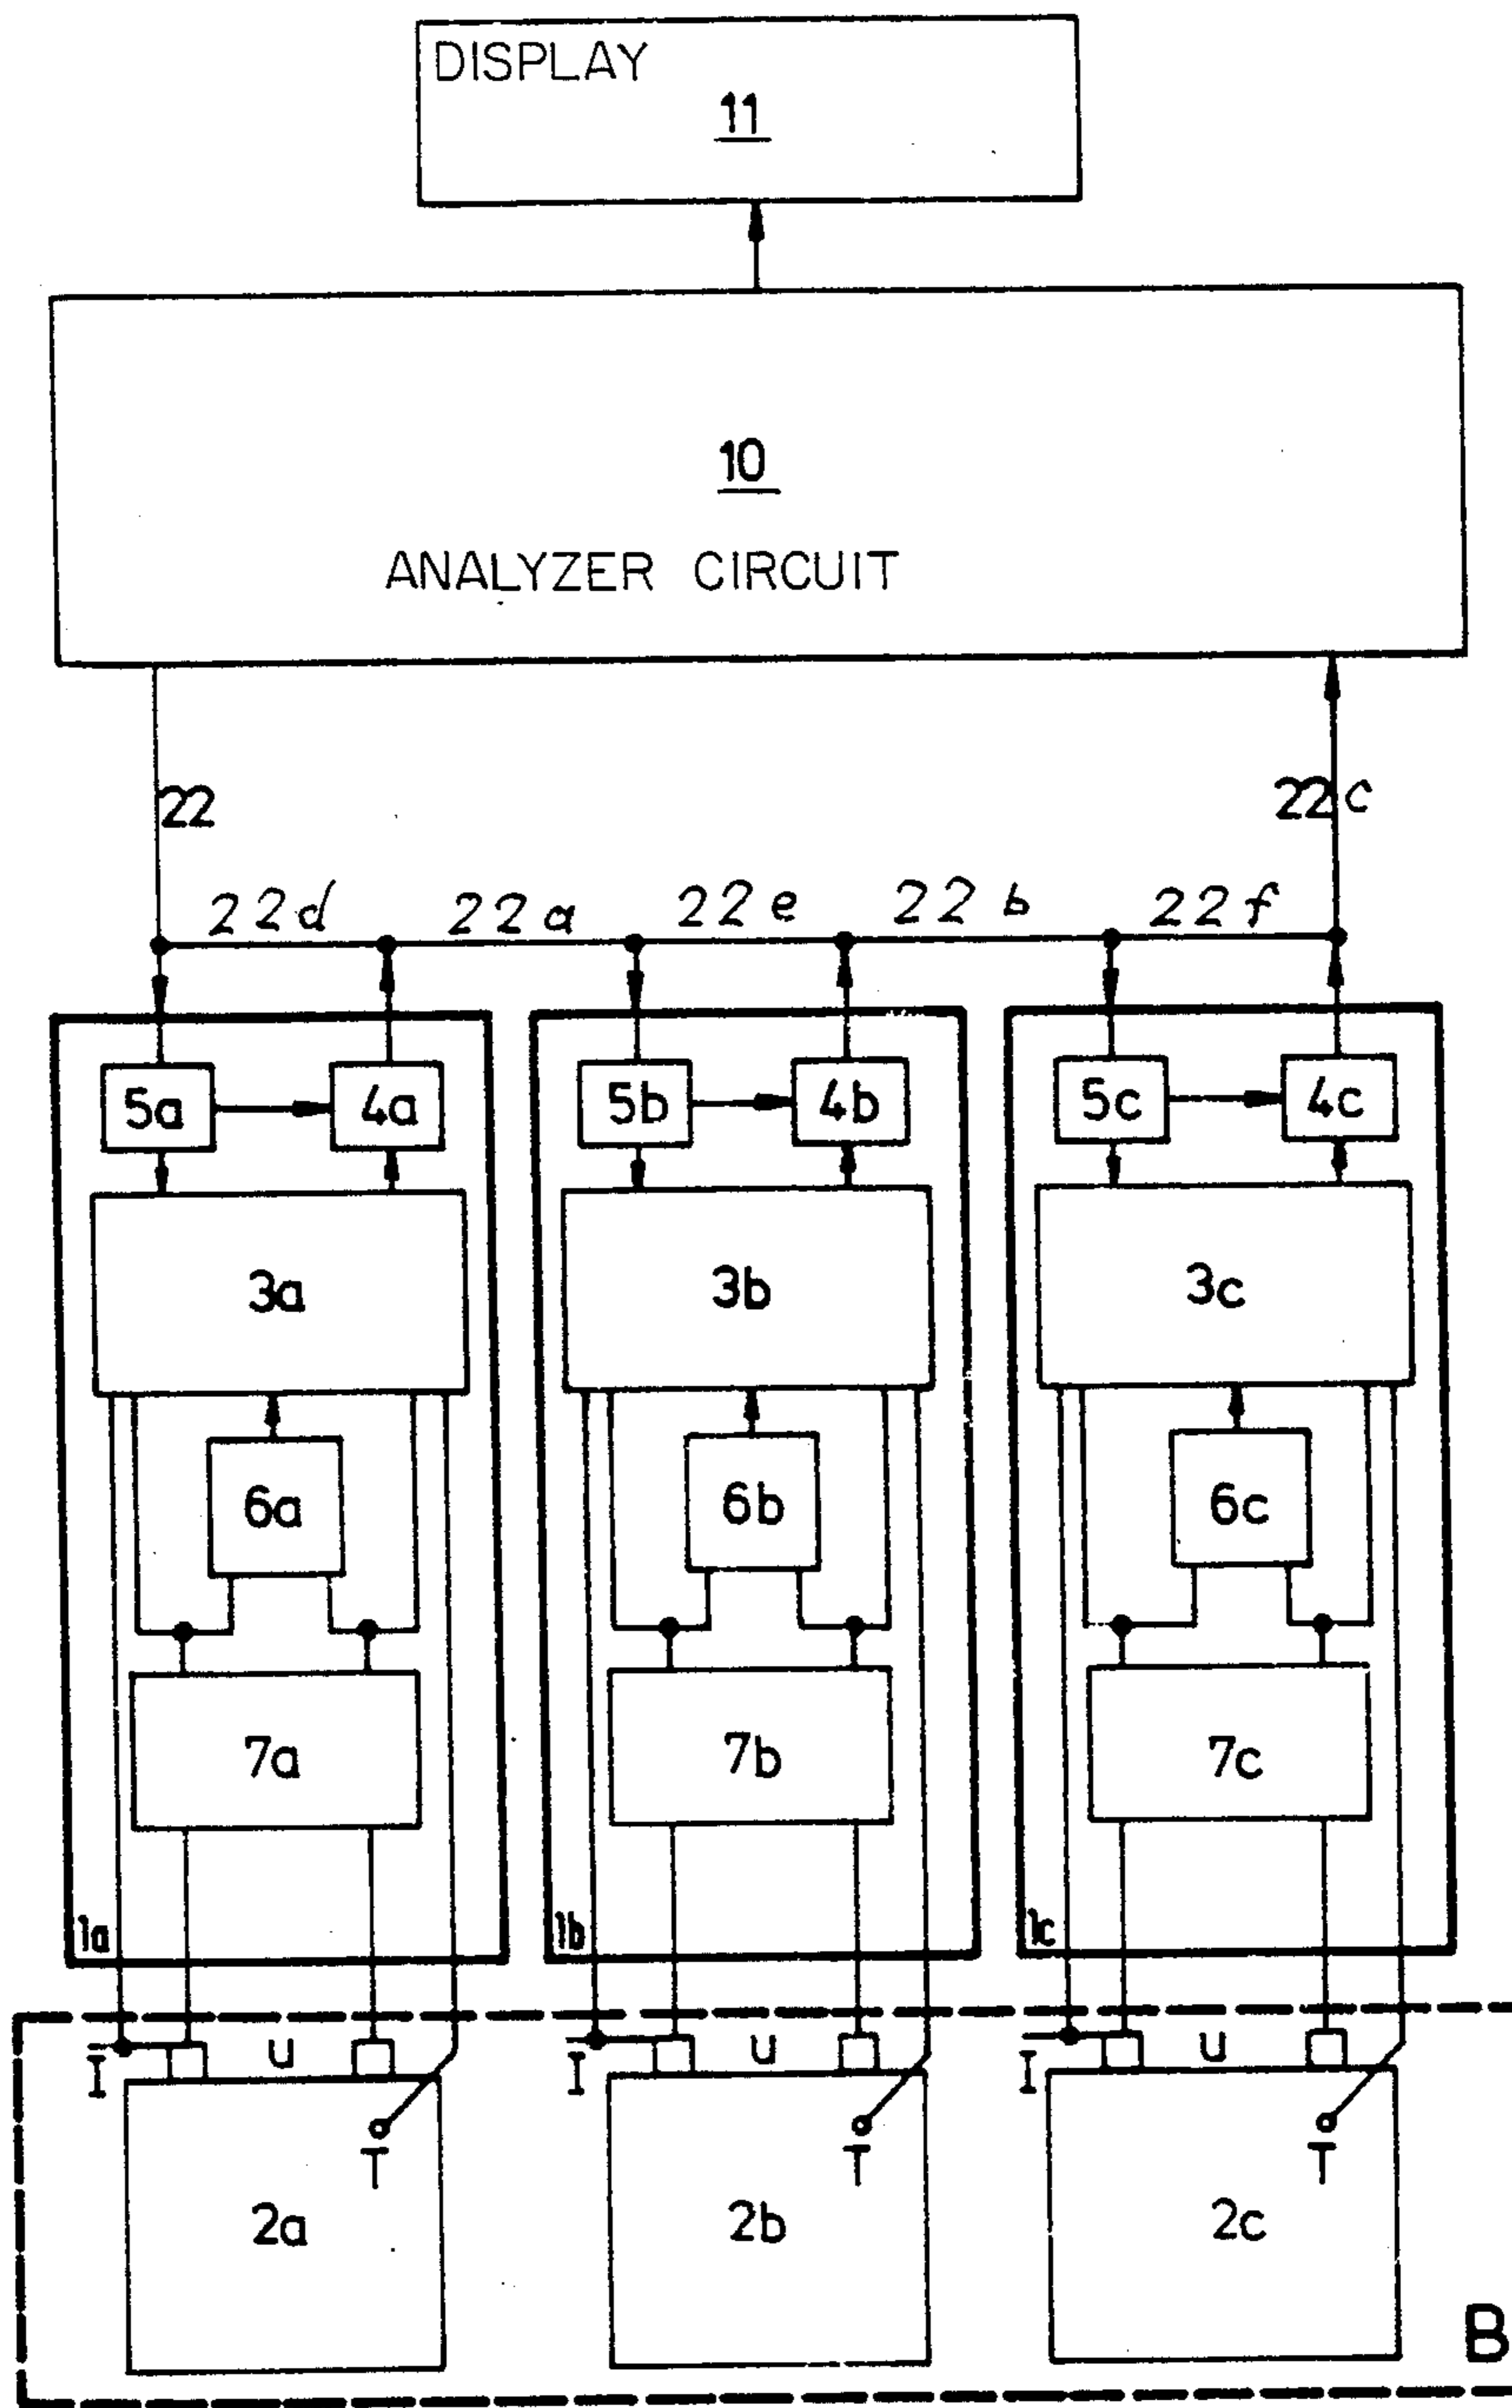 DISPLAY
11
10
ANALYZER CIRCUIT
22
22c
22d 22a 22e 22b 22f
5a 4a 5b 4b 5c 4c
3a 3b 3c
6a 6b 6c
7a 7b 7c
1a 1b 1c
I u I u I u
T T T
2a 2b 2c
B